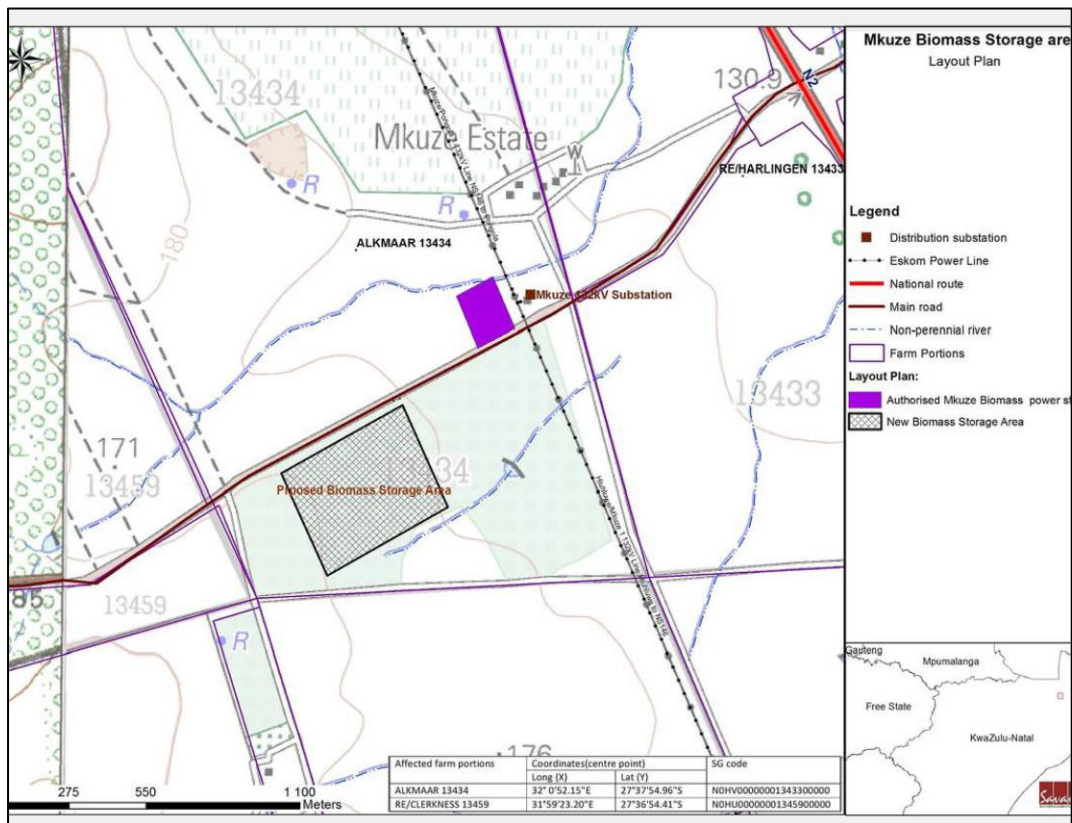 Mkuze Biomass Storage are
Layout Plan
N2
130.9
13434
Mkuze Estate
W
RE/HARLINGEN 13433
R
R
180
ALKMAAR 13434
Mkuze 132kV Substation
13433
171
13459
13434
Proosed Biomass Storage Area
13459
85
R
176
Legend
Distribution substation
Eskom Power Line
National route
Main road
Non-perennial river
Farm Portions
Layout Plan:
Authorised Mkuze Biomass power st
New Biomass Storage Area
Gauteng
Mpumalanga
Free State
KwaZulu-Natal
Affected farm portions Coordinates(centre point) SG code
Long (X) Lat (Y)
ALKMAAR 13434 32° 0'52.15"E 27°37'54.96"S N0HV00000001343300000
RE/CLERKNESS 13459 31°59'23.20"E 27°36'54.41"S N0HU00000001345900000
275 550 1 100
Meters